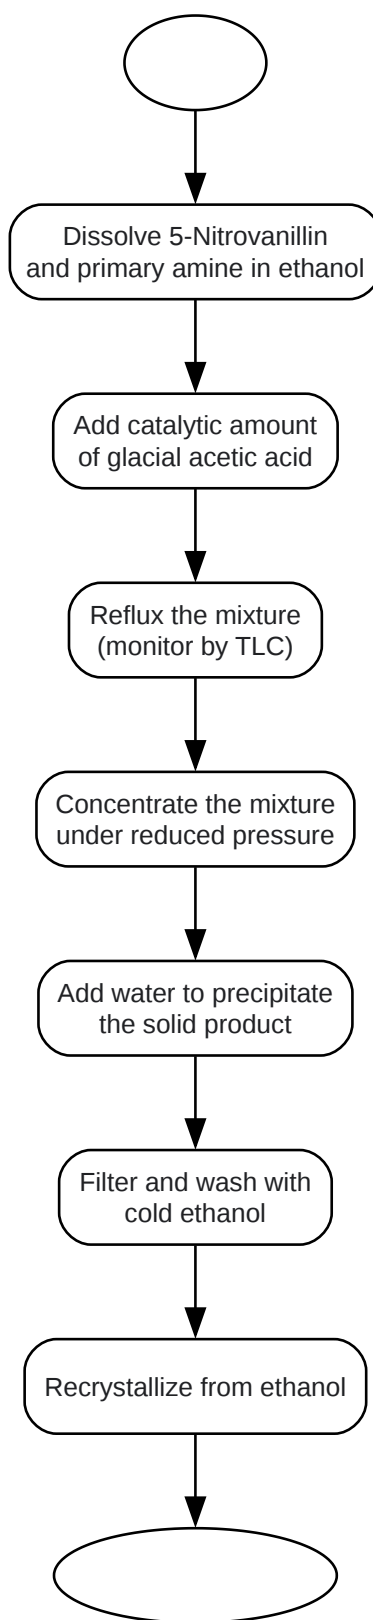 Dissolve 5-Nitrovanillin
and primary amine in ethanol
Add catalytic amount
of glacial acetic acid
Reflux the mixture
(monitor by TLC)
Concentrate the mixture
under reduced pressure
Add water to precipitate
the solid product
Filter and wash with
cold ethanol
Recrystallize from ethanol